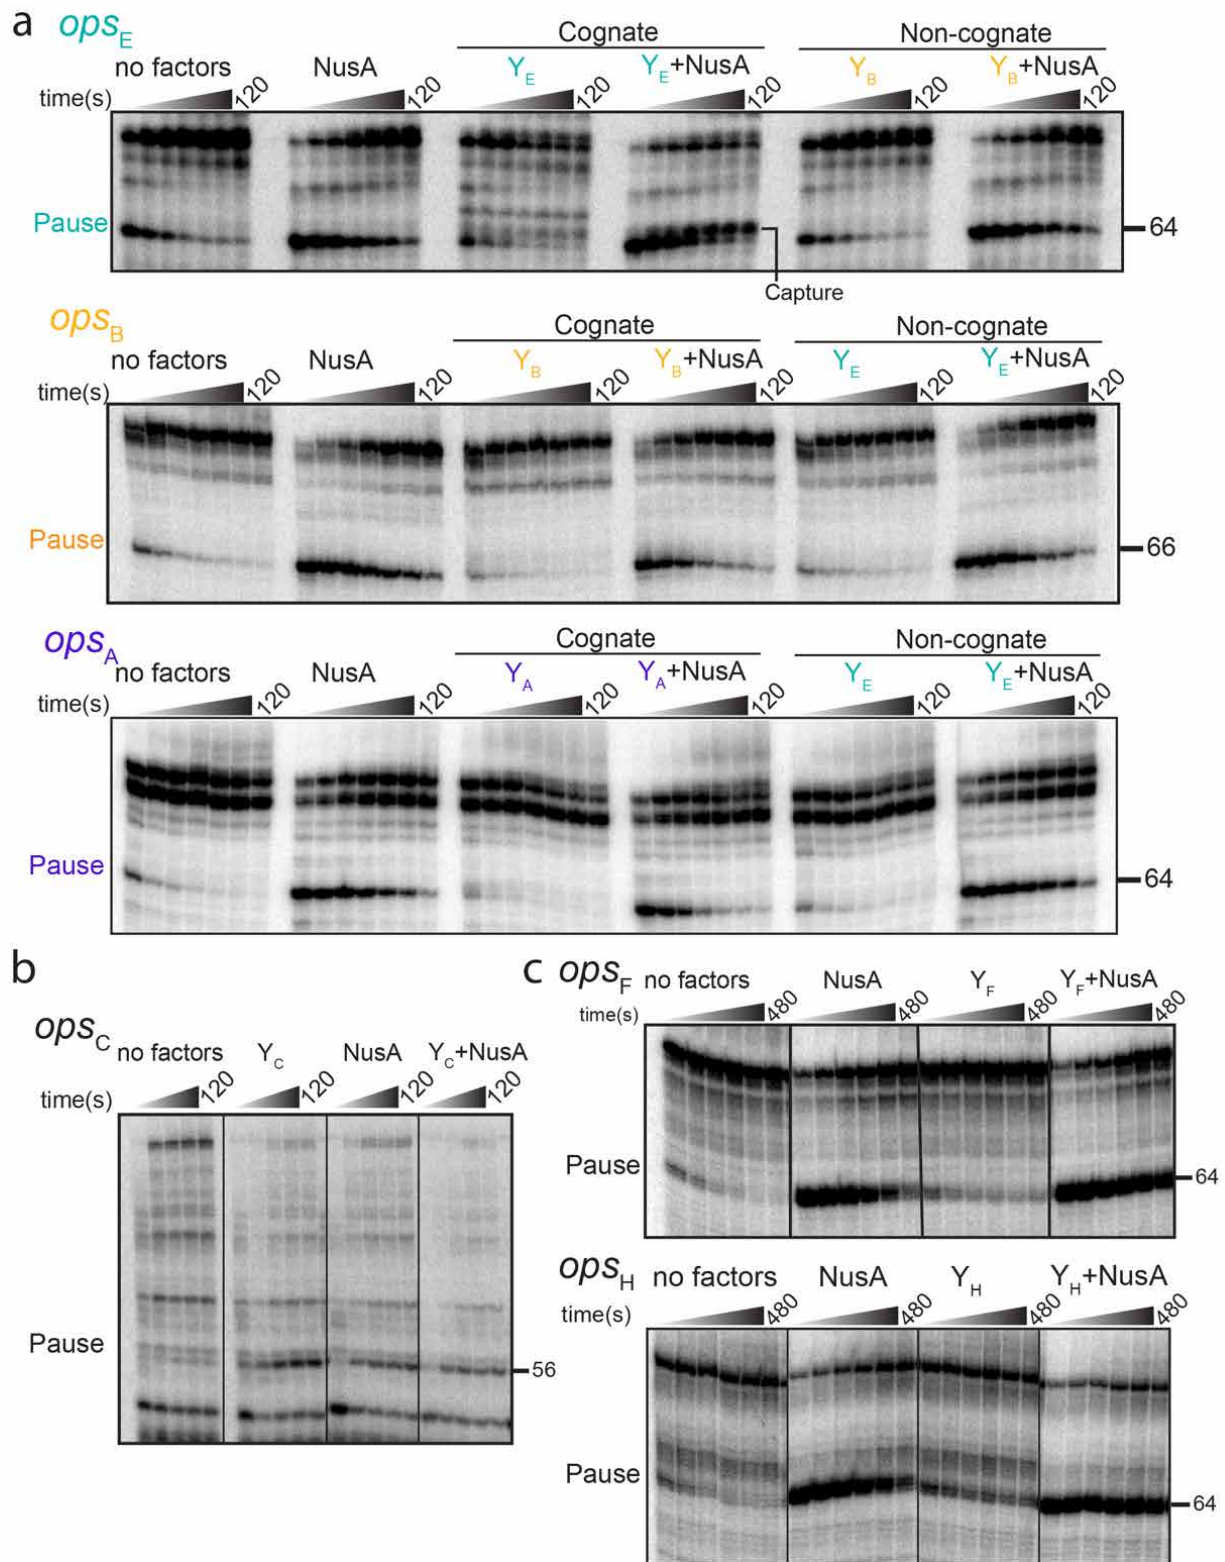 a opsE
Cognate Non-cognate
no factors NusA YE YE+NusA YB YB+NusA
time(s) 120 120 120 120 120 120
Pause 64
Capture
opsB
Cognate Non-cognate
no factors NusA YB YB+NusA YE YE+NusA
time(s) 120 120 120 120 120 120
Pause 66
opsA
Cognate Non-cognate
no factors NusA YA YA+NusA YE YE+NusA
time(s) 120 120 120 120 120 120
Pause 64
b
opsC
no factors YC NusA YC+NusA
time(s) 120 120 120 120
Pause 56
c opsF no factors NusA YF YF+NusA
time(s) 480 480 480 480
Pause 64
opsH no factors NusA YH YH+NusA
time(s) 480 480 480 480
Pause 64